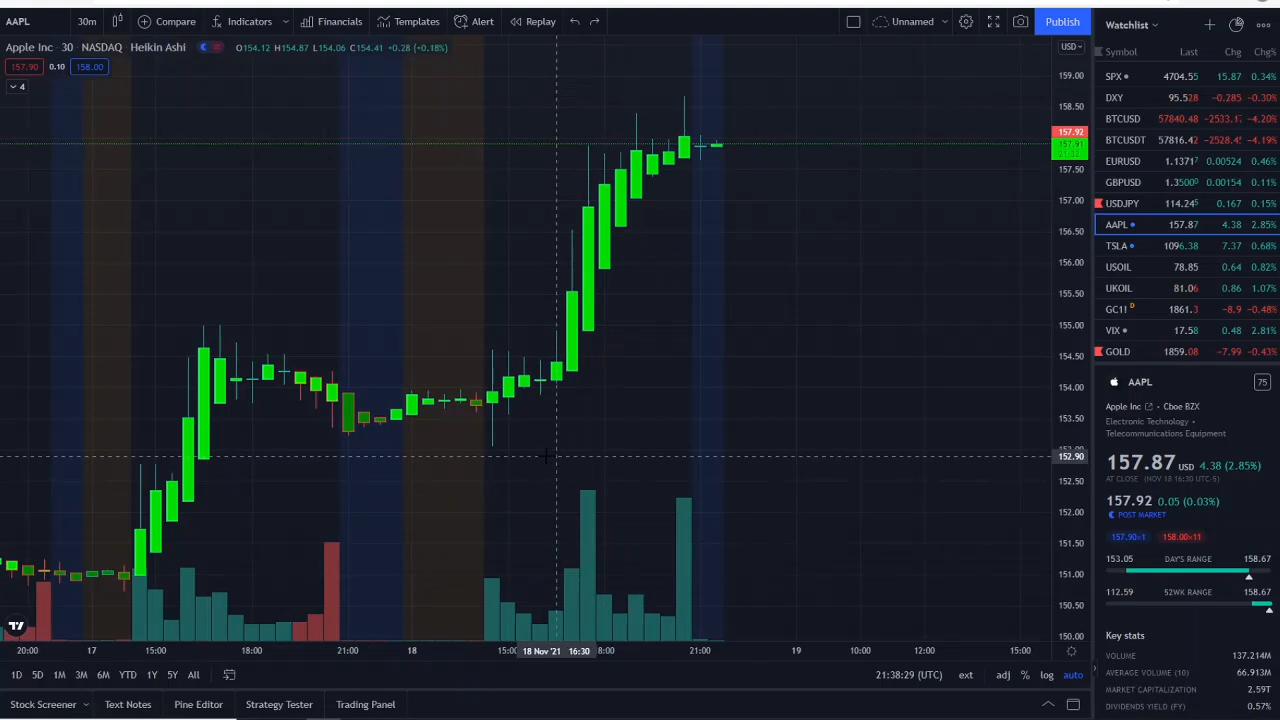 AAPL 30m Compare Indicators Financials Templates Alert Replay Unnamed Publish
Apple Inc · 30 · NASDAQ Heikin Ashi O154.12 H154.87 L154.06 C154.41 +0.28 (+0.18%)
157.90 0.10 158.00
4
USD
159.00
158.50
157.92
157.91
157.50
157.00
156.50
156.00
155.50
155.00
154.50
154.00
153.50
152.90
152.50
152.00
151.50
151.00
150.50
150.00
20:00 17 15:00 18:00 21:00 18 15:00 18 Nov '21 16:30 8:00 21:00 19 10:00 12:00 15:00
1D 5D 1M 3M 6M YTD 1Y 5Y All 21:38:29 (UTC) ext adj % log auto
Stock Screener Text Notes Pine Editor Strategy Tester Trading Panel
Watchlist
Symbol Last Chg Chg%
SPX 4704.55 15.87 0.34%
DXY 95.528 -0.285 -0.30%
BTCUSD 57840.48 -2533.17 -4.20%
BTCUSDT 57816.42 -2528.4 -4.19%
EURUSD 1.1371 0.00524 0.46%
GBPUSD 1.3500 0.00154 0.11%
USDJPY 114.245 0.167 0.15%
AAPL 157.87 4.38 2.85%
TSLA 1096.38 7.37 0.68%
USOIL 78.85 0.64 0.82%
UKOIL 81.06 0.86 1.07%
GC1! D 1861.3 -8.9 -0.48%
VIX 17.58 0.48 2.81%
GOLD 1859.08 -7.99 -0.43%
AAPL 75
Apple Inc · Cboe BZX
Electronic Technology ·
Telecommunications Equipment
157.87 USD 4.38 (2.85%)
AT CLOSE (NOV 18 16:30 UTC-5)
157.92 0.05 (0.03%)
POST MARKET
157.90×1 158.00×11
153.05 DAY'S RANGE 158.67
112.59 52WK RANGE 158.67
Key stats
VOLUME 137.214M
AVERAGE VOLUME (10) 66.913M
MARKET CAPITALIZATION 2.59T
DIVIDENDS YIELD (FY) 0.57%